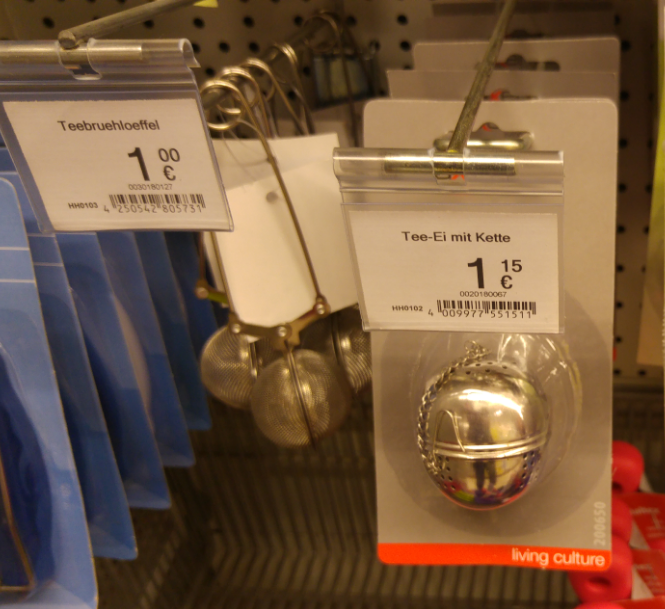 Teebruehloeffel
1 00
€
0030180127
HH0103
4 250542 805731
Tee-Ei mit Kette
1 15
€
0020180067
HH0102
4 009977 551511
200650
living culture